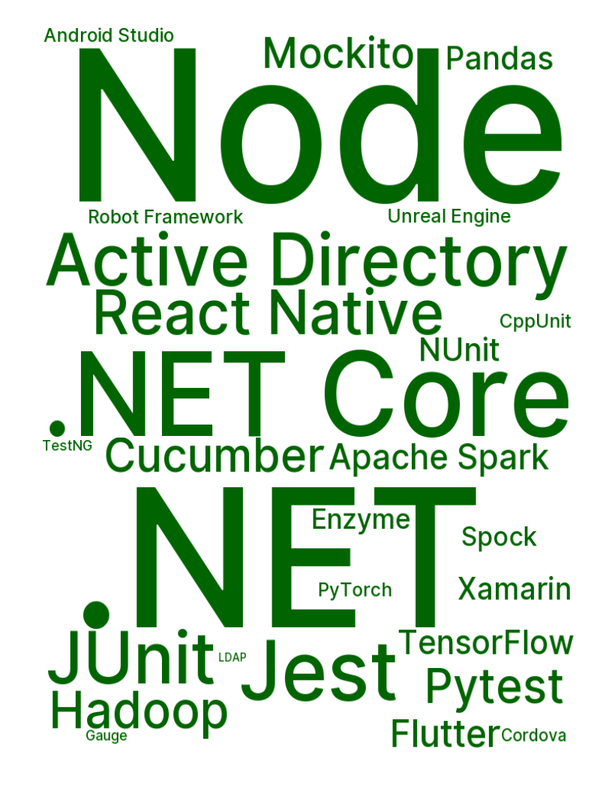 Android Studio
Mockito
Pandas
Node
Robot Framework
Unreal Engine
Active Directory
React Native
CppUnit
NUnit
.NET Core
TestNG
Cucumber
Apache Spark
.NET
Enzyme
Spock
PyTorch
Xamarin
JUnit
LDAP
Jest
TensorFlow
Pytest
Hadoop
Gauge
Flutter
Cordova